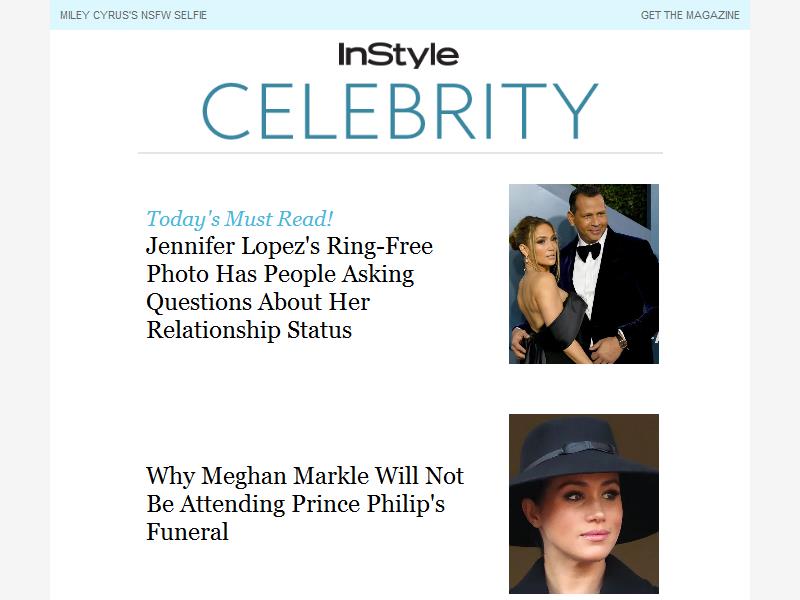 MILEY CYRUS'S NSFW SELFIE
GET THE MAGAZINE
InStyle
CELEBRITY
Today's Must Read!
Jennifer Lopez's Ring-Free
Photo Has People Asking
Questions About Her
Relationship Status
Why Meghan Markle Will Not
Be Attending Prince Philip's
Funeral